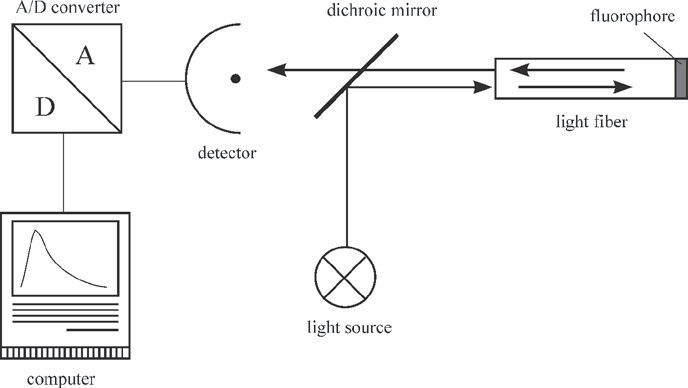 A/D converter
dichroic mirror
fluorophore
A
D
light fiber
detector
light source
computer